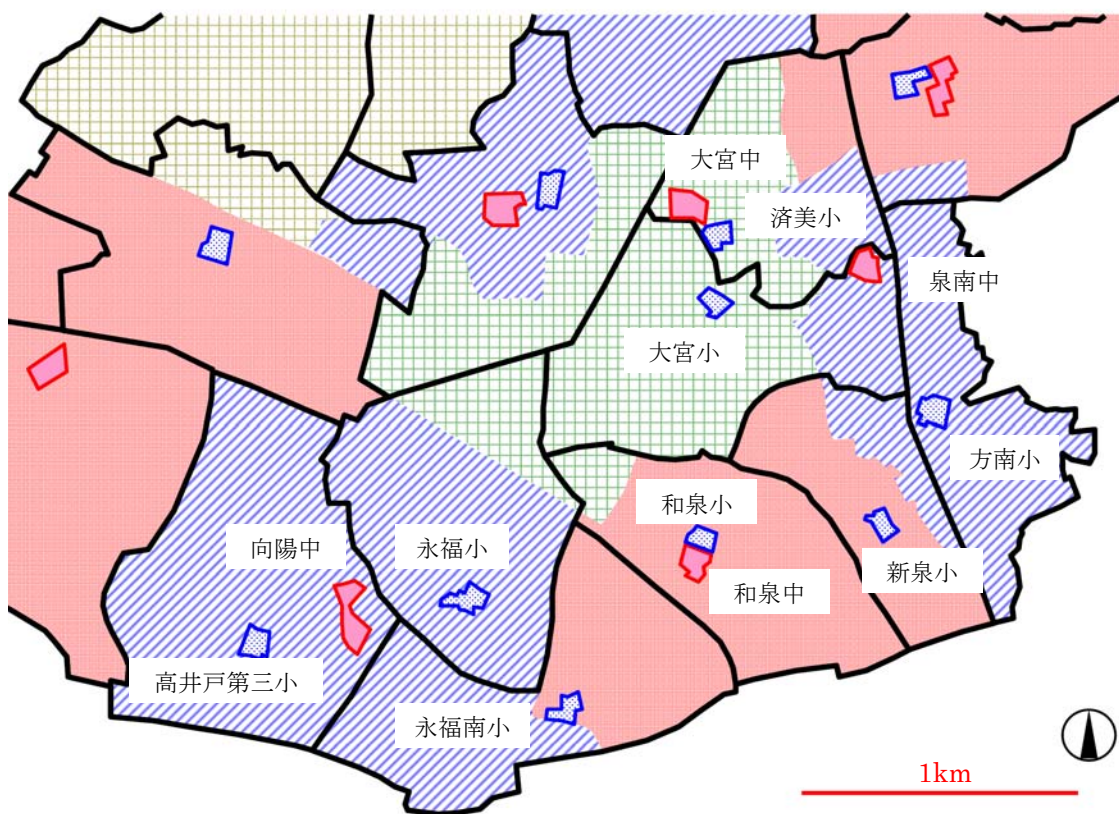 大宮中
済美小
泉南中
大宮小
方南小
和泉小
向陽中
永福小
新泉小
和泉中
高井戸第三小
永福南小
1km